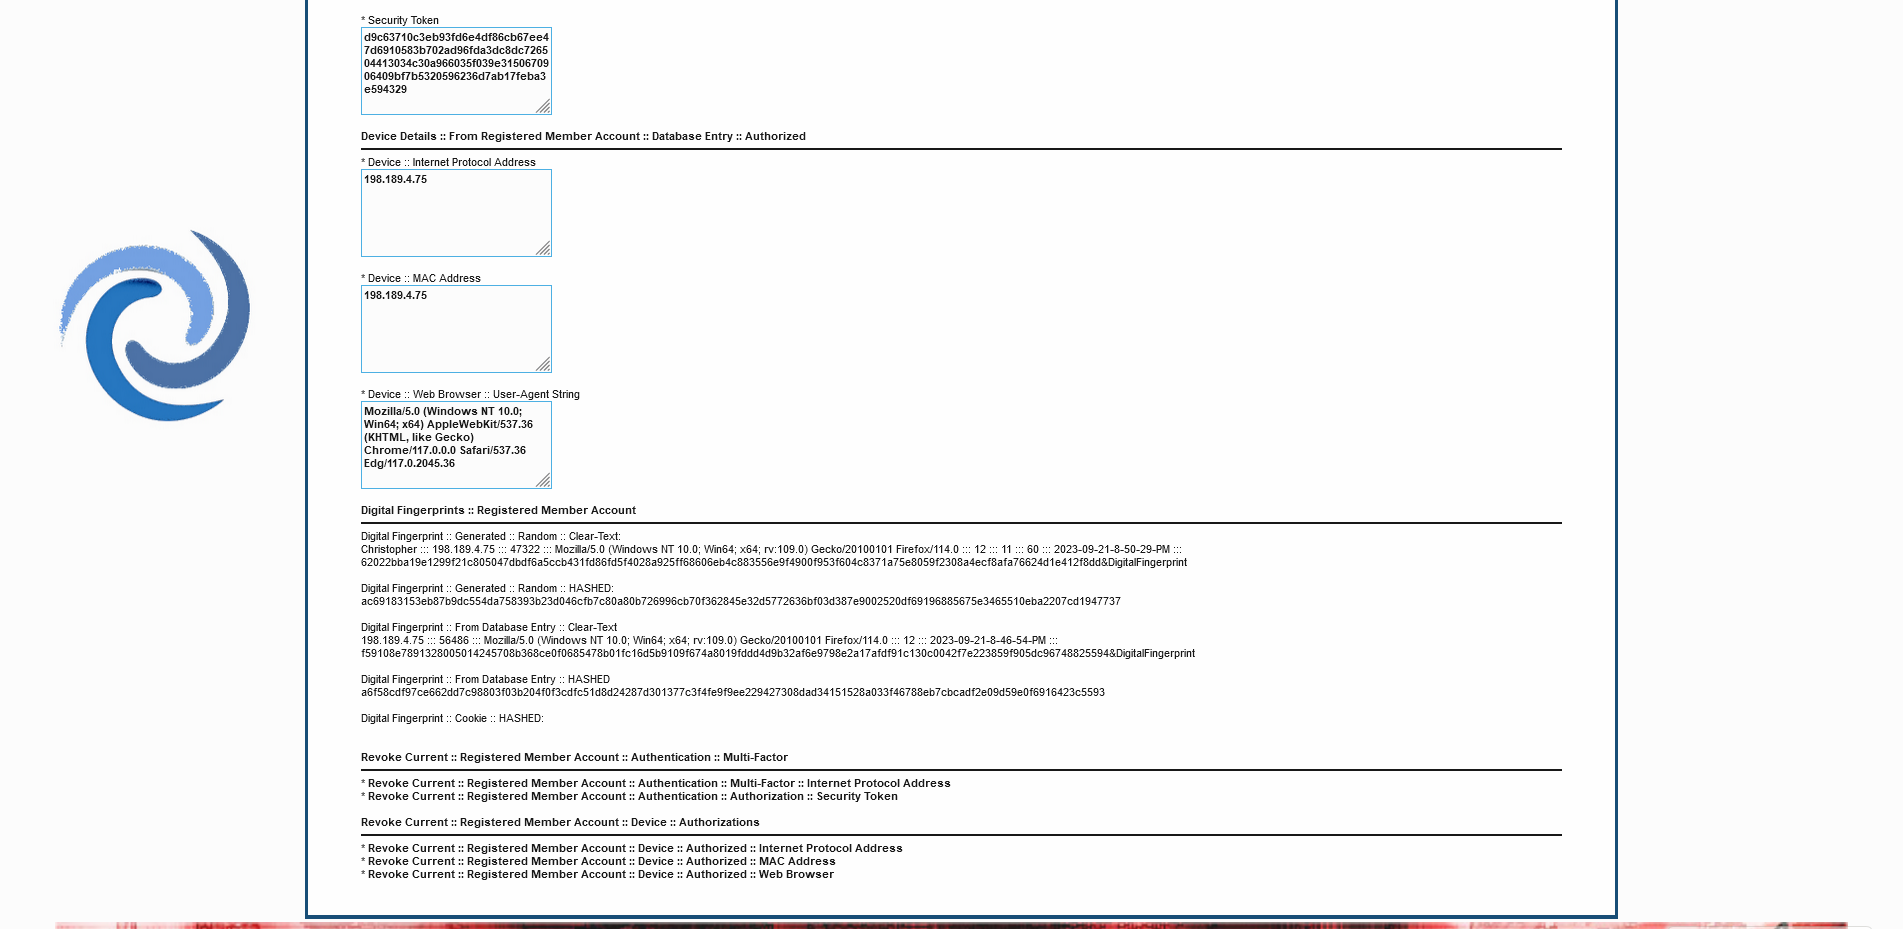 * Security Token
d9c63710c3eb93fd6e4df86cb67ee4
7d6910583b702ad96fda3dc8dc7265
04413034c30a966035f039e31506709
06409bf7b5320596236d7ab17feba3
e594329
Device Details :: From Registered Member Account :: Database Entry :: Authorized
* Device :: Internet Protocol Address
198.189.4.75
* Device :: MAC Address
198.189.4.75
* Device :: Web Browser :: User-Agent String
Mozilla/5.0 (Windows NT 10.0;
Win64; x64) AppleWebKit/537.36
(KHTML, like Gecko)
Chrome/117.0.0.0 Safari/537.36
Edg/117.0.2045.36
Digital Fingerprints :: Registered Member Account
Digital Fingerprint :: Generated :: Random :: Clear-Text:
Christopher ::: 198.189.4.75 ::: 47322 ::: Mozilla/5.0 (Windows NT 10.0; Win64; x64; rv:109.0) Gecko/20100101 Firefox/114.0 ::: 12 ::: 11 ::: 60 ::: 2023-09-21-8-50-29-PM :::
62022bba19e1299f21c805047dbdf6a5ccb431fd86fd5f4028a925ff68606eb4c883556e9f4900f953f604c8371a75e8059f2308a4ecf8afa76624d1e412f8dd&DigitalFingerprint
Digital Fingerprint :: Generated :: Random :: HASHED:
ac69183153eb87b9dc554da758393b23d046cfb7c80a80b726996cb70f362845e32d5772636bf03d387e9002520df69196885675e3465510eba2207cd1947737
Digital Fingerprint :: From Database Entry :: Clear-Text
198.189.4.75 ::: 56486 ::: Mozilla/5.0 (Windows NT 10.0; Win64; x64; rv:109.0) Gecko/20100101 Firefox/114.0 ::: 12 ::: 2023-09-21-8-46-54-PM :::
f59108e7891328005014245708b368ce0f0685478b01fc16d5b9109f674a8019fddd4d9b32af6e9798e2a17afdf91c130c0042f7e223859f905dc96748825594&DigitalFingerprint
Digital Fingerprint :: From Database Entry :: HASHED
a6f58cdf97ce662dd7c98803f03b204f0f3cdfc51d8d24287d301377c3f4fe9f9ee229427308dad34151528a033f46788eb7cbcadf2e09d59e0f6916423c5593
Digital Fingerprint :: Cookie :: HASHED:
Revoke Current :: Registered Member Account :: Authentication :: Multi-Factor
* Revoke Current :: Registered Member Account :: Authentication :: Multi-Factor :: Internet Protocol Address
* Revoke Current :: Registered Member Account :: Authentication :: Authorization :: Security Token
Revoke Current :: Registered Member Account :: Device :: Authorizations
* Revoke Current :: Registered Member Account :: Device :: Authorized :: Internet Protocol Address
* Revoke Current :: Registered Member Account :: Device :: Authorized :: MAC Address
* Revoke Current :: Registered Member Account :: Device :: Authorized :: Web Browser